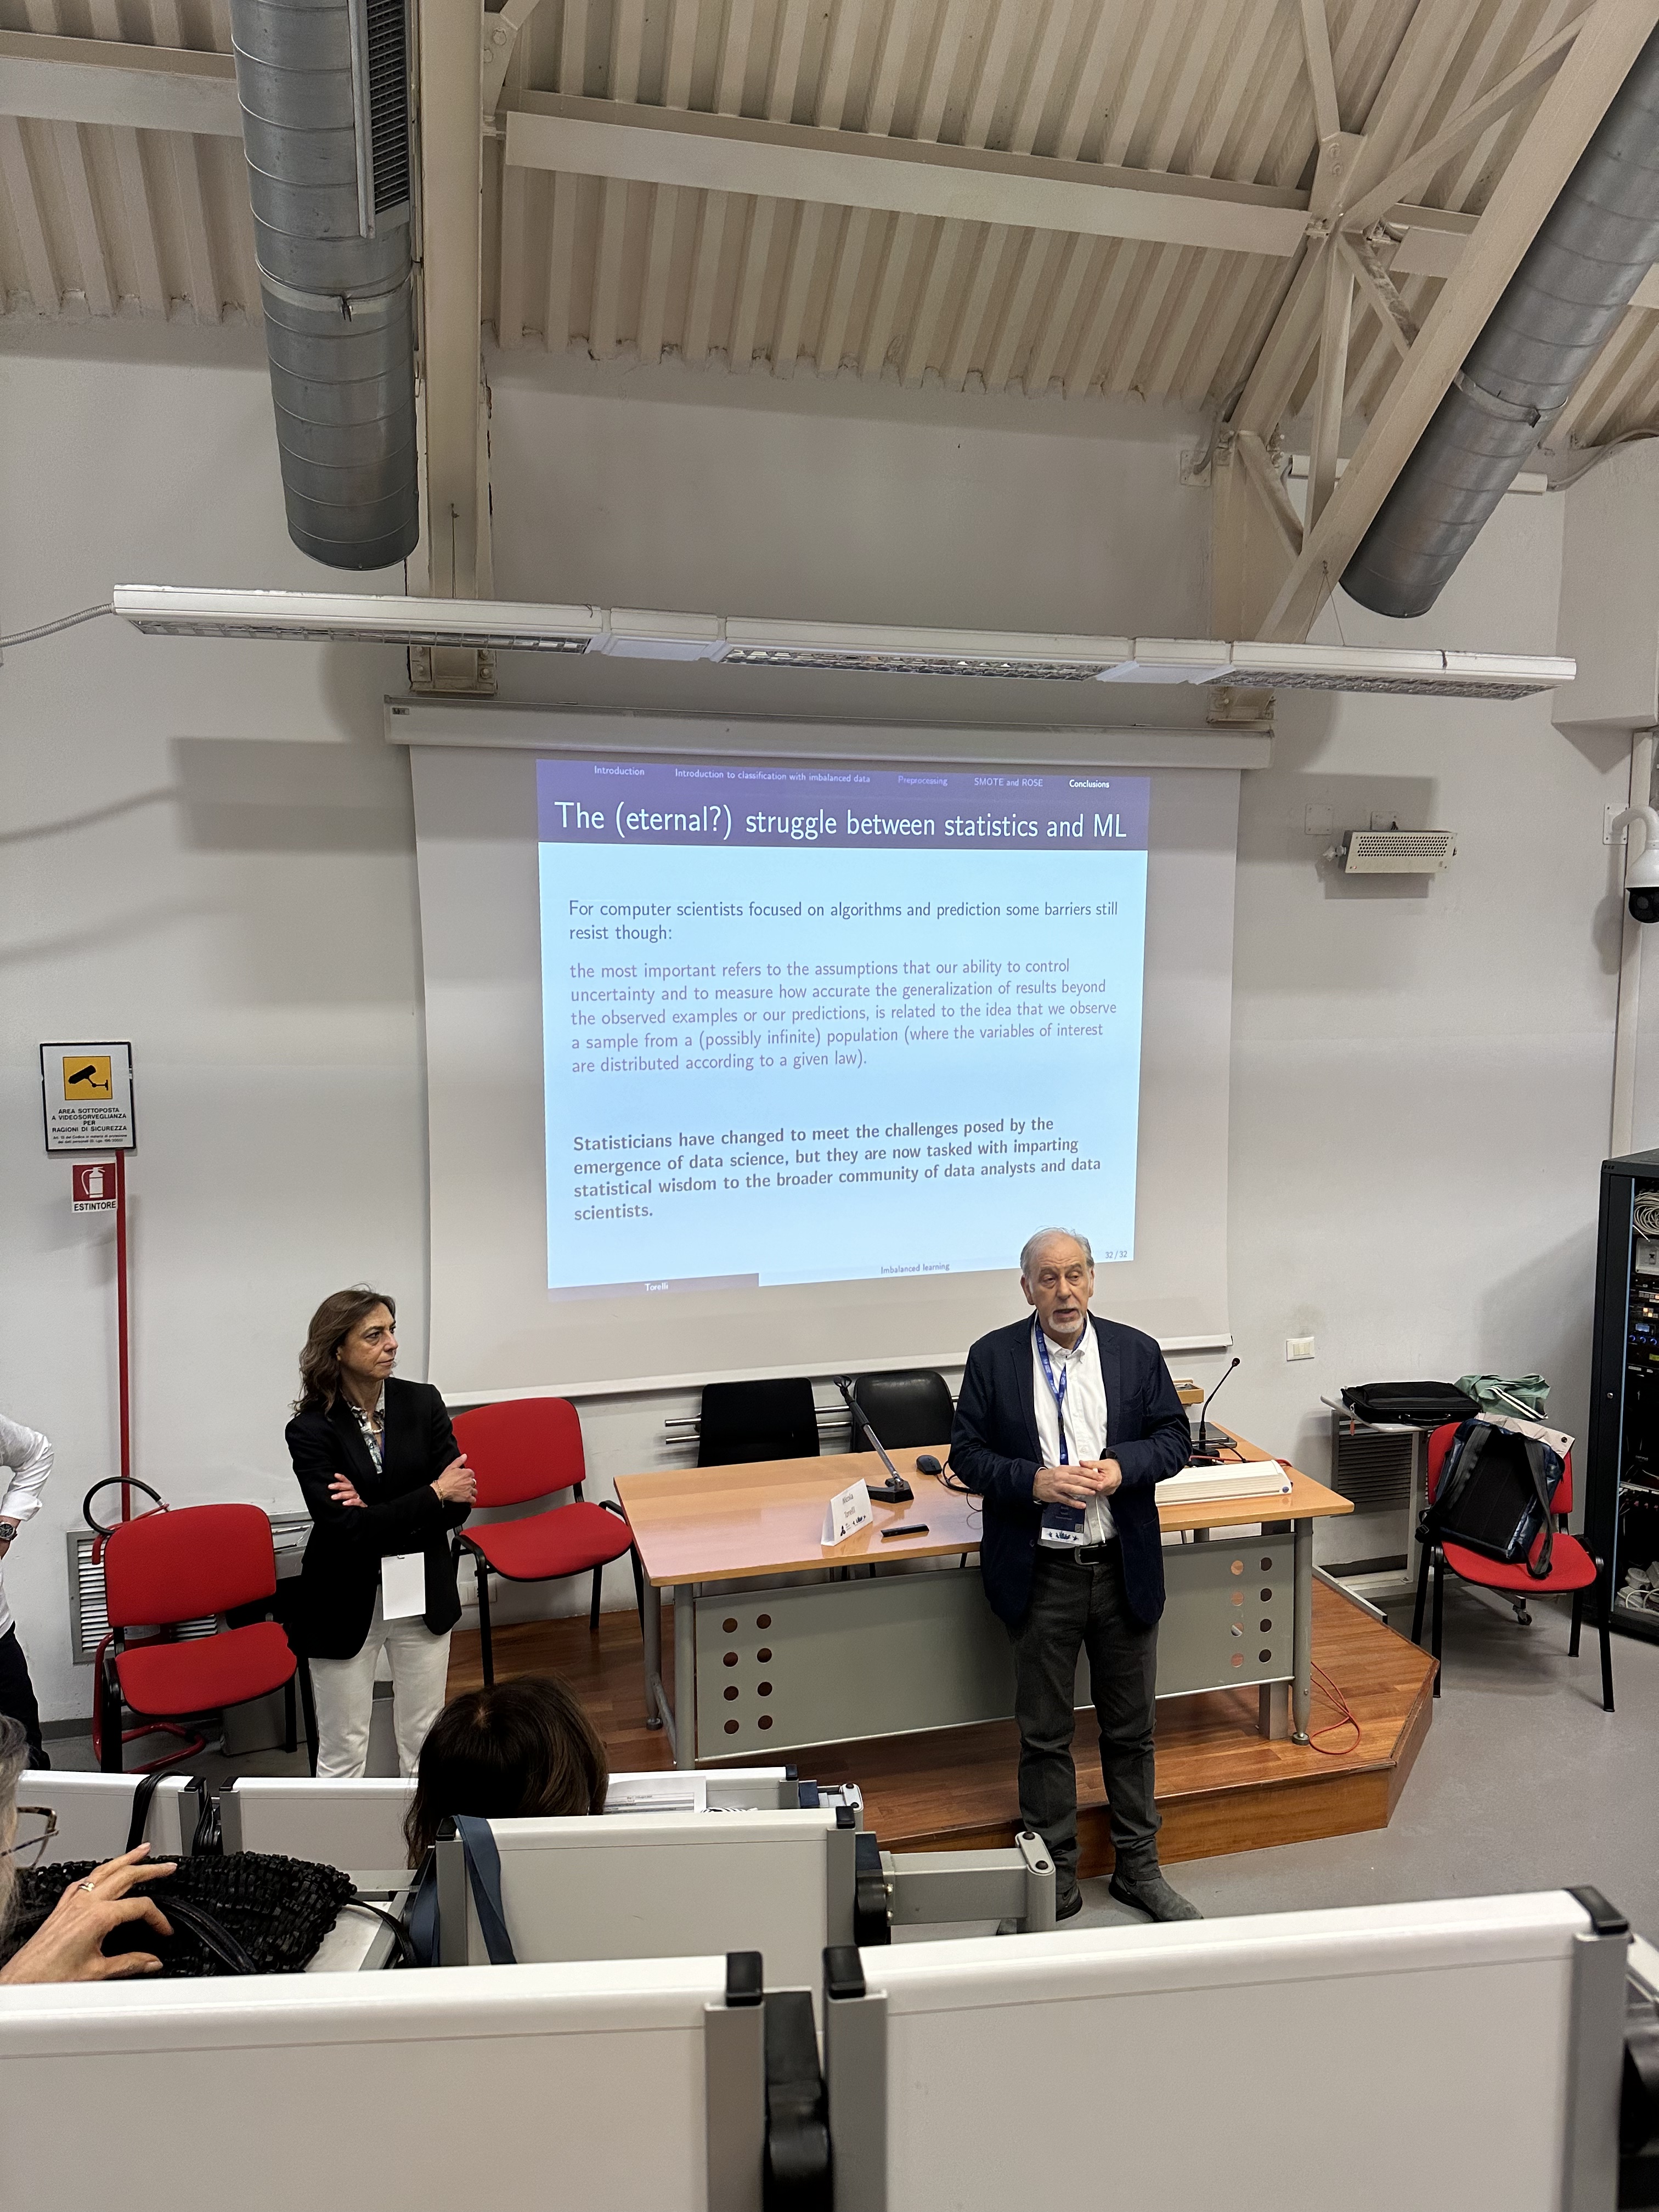 Introduction
Introduction to classification with imbalanced data
Preprocessing
SMOTE and ROSE
Conclusions
The (eternal?) struggle between statistics and ML
For computer scientists focused on algorithms and prediction some barriers still
resist though:
the most important refers to the assumptions that our ability to control
uncertainty and to measure how accurate the generalization of results beyond
the observed examples or our predictions, is related to the idea that we observe
a sample from a (possibly infinite) population (where the variables of interest
are distributed according to a given law).
Statisticians have changed to meet the challenges posed by the
emergence of data science, but they are now tasked with imparting
statistical wisdom to the broader community of data analysts and data
scientists.
Torelli
Imbalanced learning
32/32
AREA SOTTOPOSTA
A VIDEOSORVEGLIANZA
PER
RAGIONI DI SICUREZZA
ESTINTORE
Nicola
Torelli